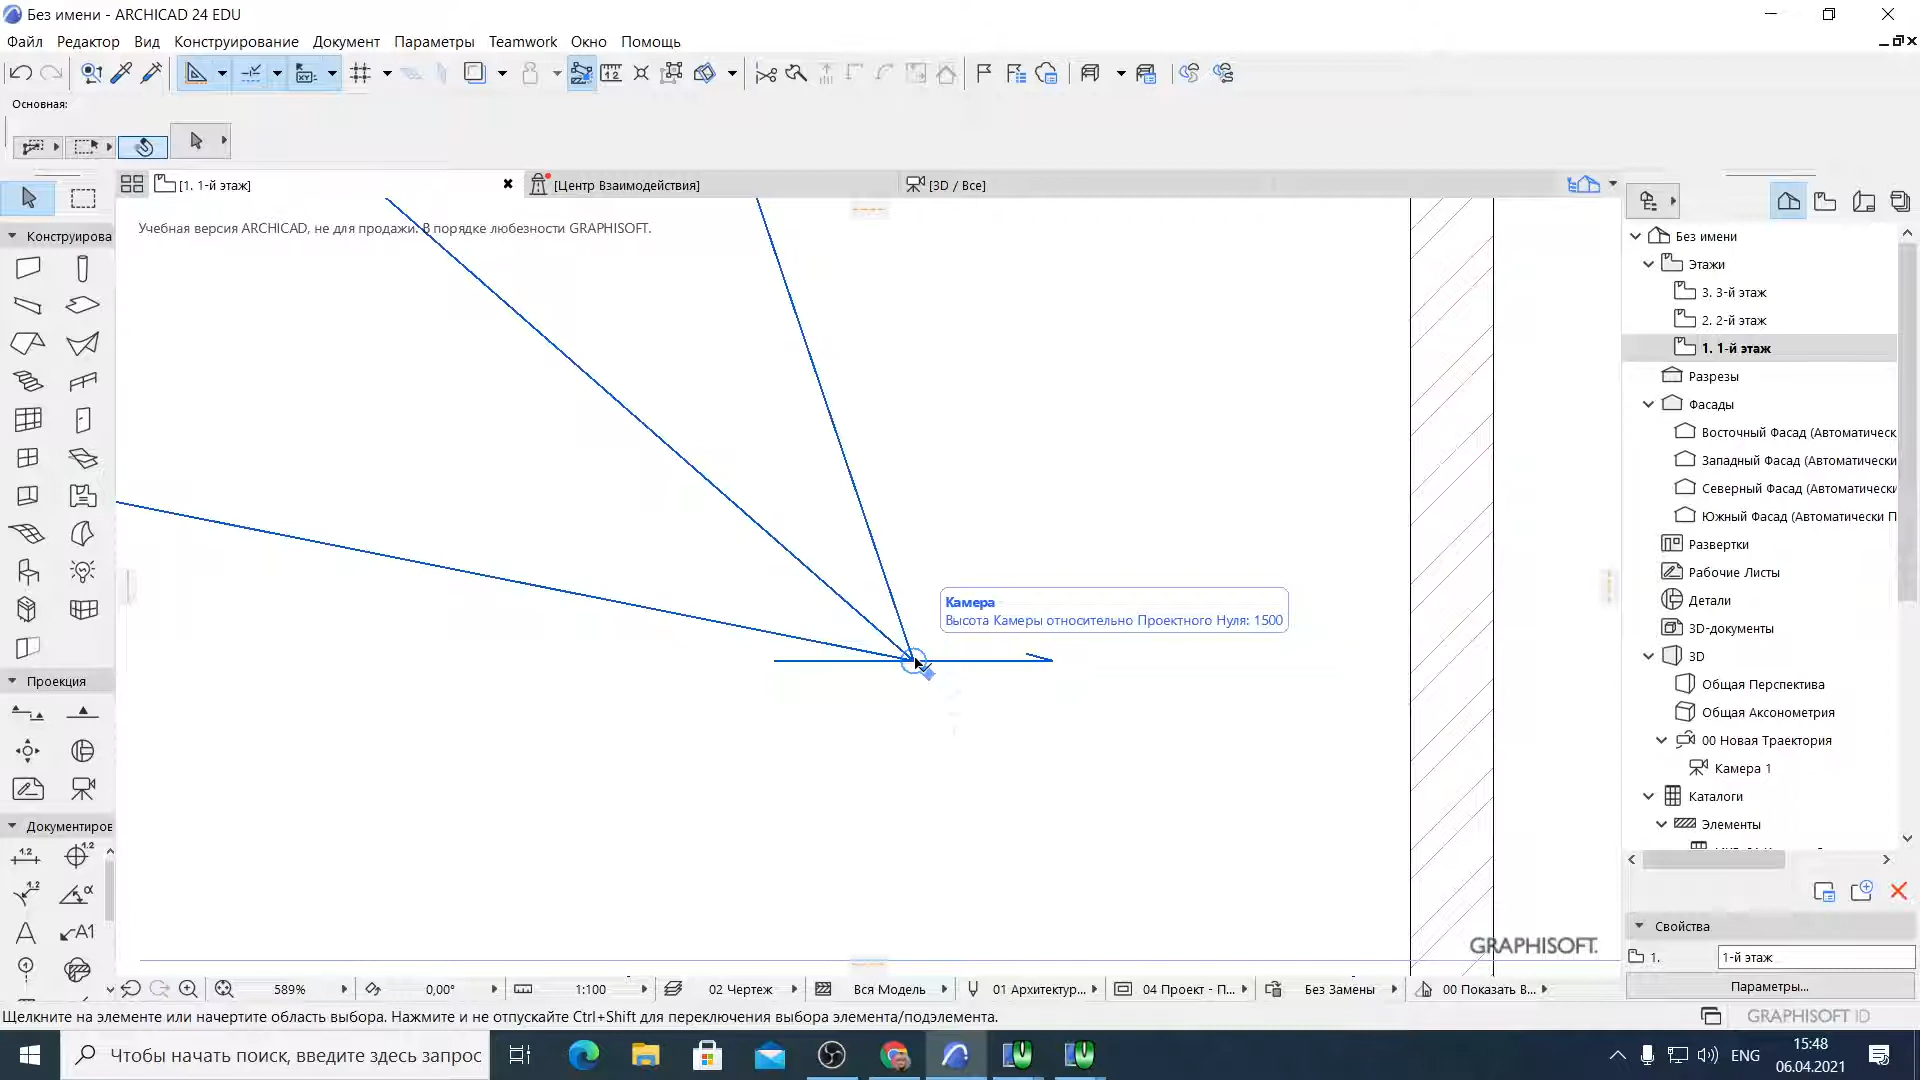 Без имени - ARCHICAD 24 EDU
Файл Редактор Вид Конструирование Документ Параметры Teamwork Окно Помощь
Основная:
[1. 1-й этаж]
[Центр Взаимодействия]
[3D / Все]
Учебная версия ARCHICAD, не для продажи. В порядке любезности GRAPHISOFT.
Конструирова
Проекция
Документиров
Камера
Высота Камеры относительно Проектного Нуля: 1500
GRAPHISOFT.
Без имени
Этажи
3. 3-й этаж
2. 2-й этаж
1. 1-й этаж
Разрезы
Фасады
Восточный Фасад (Автоматическ
Западный Фасад (Автоматически
Северный Фасад (Автоматическ
Южный Фасад (Автоматически П
Развертки
Рабочие Листы
Детали
3D-документы
3D
Общая Перспектива
Общая Аксонометрия
00 Новая Траектория
Камера 1
Каталоги
Элементы
Свойства
1. 1-й этаж
Параметры...
589% 0,00° 1:100 02 Чертеж Вся Модель 01 Архитектур... 04 Проект - П... Без Замены 00 Показать В...
Щелкните на элементе или начертите область выбора. Нажмите и не отпускайте Ctrl+Shift для переключения выбора элемента/подэлемента.
GRAPHISOFT ID
Чтобы начать поиск, введите здесь запрос
ENG
15:48
06.04.2021